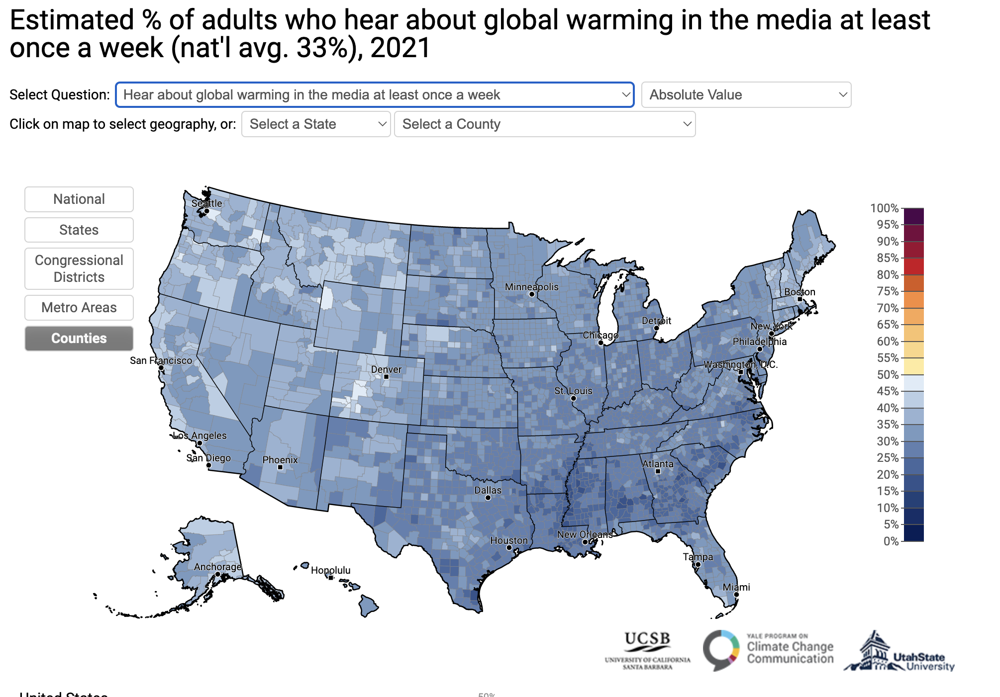 Estimated % of adults who hear about global warming in the media at least
once a week (nat'l avg. 33%), 2021
Select Question:
Hear about global warming in the media at least once a week
Absolute Value
Click on map to select geography, or:
Select a State
Select a County
National
States
Congressional
Districts
Metro Areas
Counties
Seattle
Minneapolis
Boston
Detroit
New York
Chicago
Philadelphia
San Francisco
Washington, D.C.
Denver
St. Louis
Los Angeles
San Diego
Phoenix
Atlanta
Dallas
New Orleans
Houston
Tampa
Anchorage
Honolulu
Miami
100%
95%
90%
85%
80%
75%
70%
65%
60%
55%
50%
45%
40%
35%
30%
25%
20%
15%
10%
5%
0%
UCSB
UNIVERSITY OF CALIFORNIA
SANTA BARBARA
YALE PROGRAM ON
Climate Change
Communication
UtahState
University
United States
50%